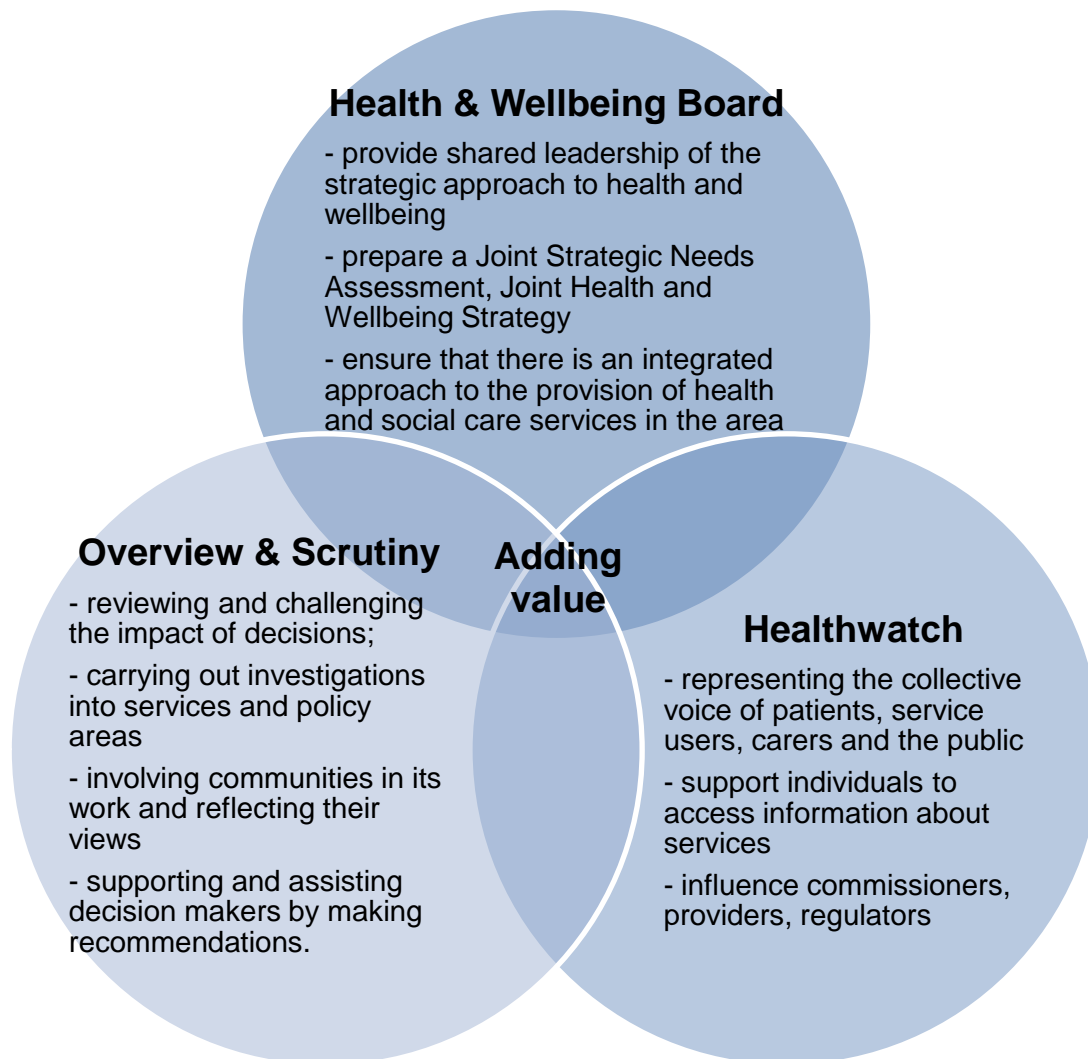 Health & Wellbeing Board
- provide shared leadership of the
strategic approach to health and
wellbeing
- prepare a Joint Strategic Needs
Assessment, Joint Health and
Wellbeing Strategy
- ensure that there is an integrated
approach to the provision of health
and social care services in the area
Overview & Scrutiny
- reviewing and challenging
the impact of decisions;
- carrying out investigations
into services and policy
areas
- involving communities in its
work and reflecting their
views
- supporting and assisting
decision makers by making
recommendations.
Adding
value
Healthwatch
- representing the collective
voice of patients, service
users, carers and the public
- support individuals to
access information about
services
- influence commissioners,
providers, regulators